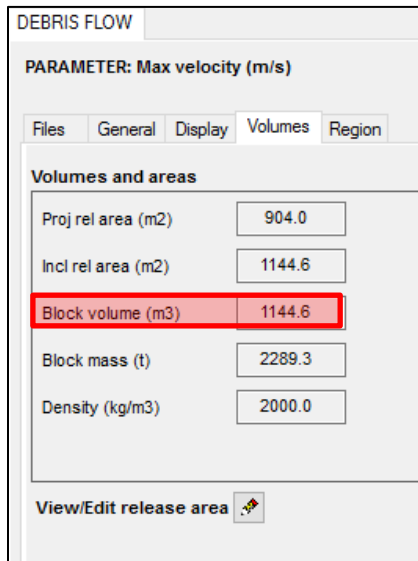 DEBRIS FLOW
PARAMETER: Max velocity (m/s)
Files General Display Volumes Region
Volumes and areas
Proj rel area (m2) 904.0
Incl rel area (m2) 1144.6
Block volume (m3) 1144.6
Block mass (t) 2289.3
Density (kg/m3) 2000.0
View/Edit release area